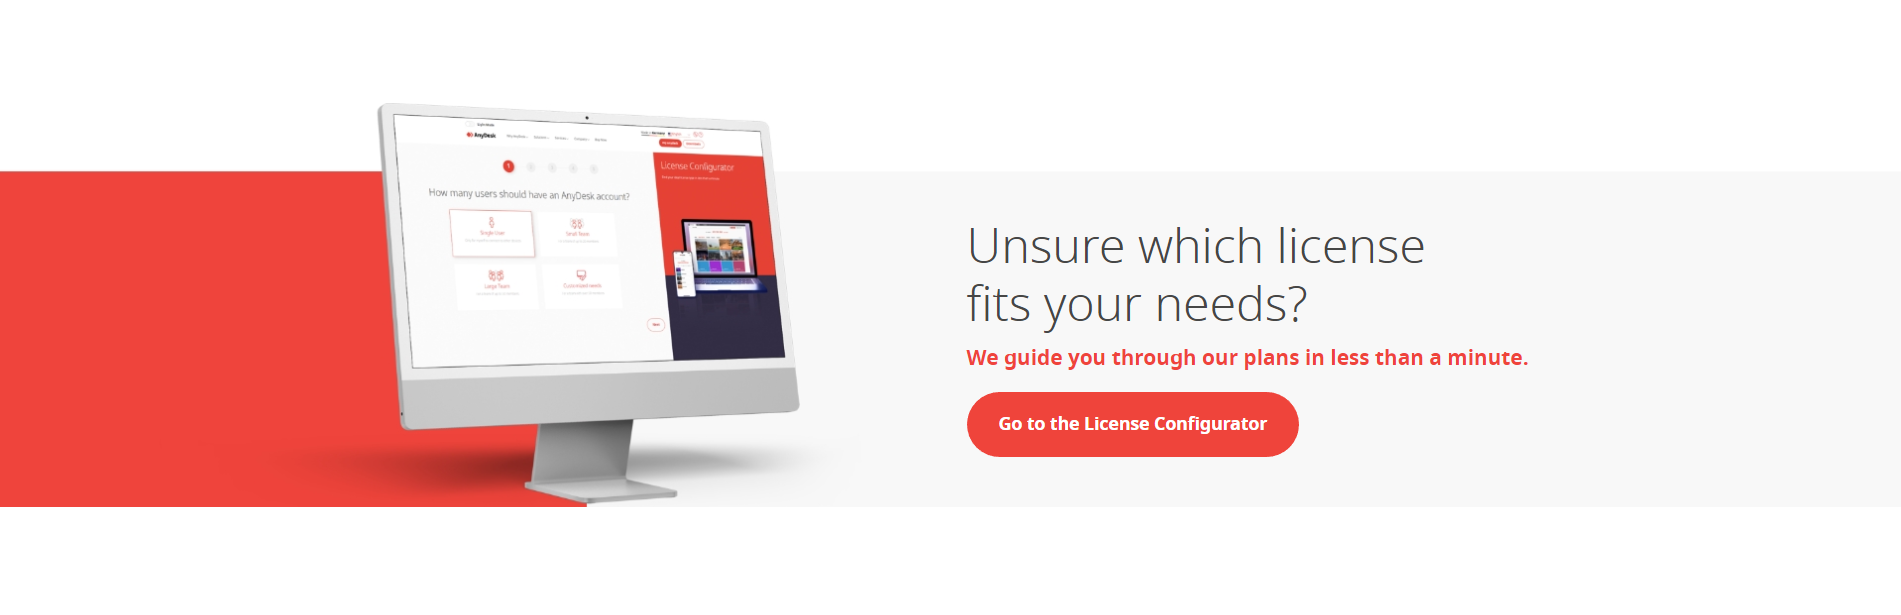 AnyDesk
1
How many users should have an AnyDesk account?
Single User
Small Team
Large Team
Customized needs
Next
License Configurator
Unsure which license
fits your needs?
We guide you through our plans in less than a minute.
Go to the License Configurator